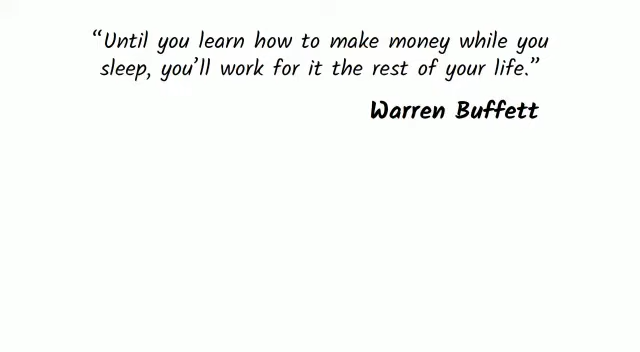 “Until you learn how to make money while you
sleep, you’ll work for it the rest of your life.”
Warren Buffett